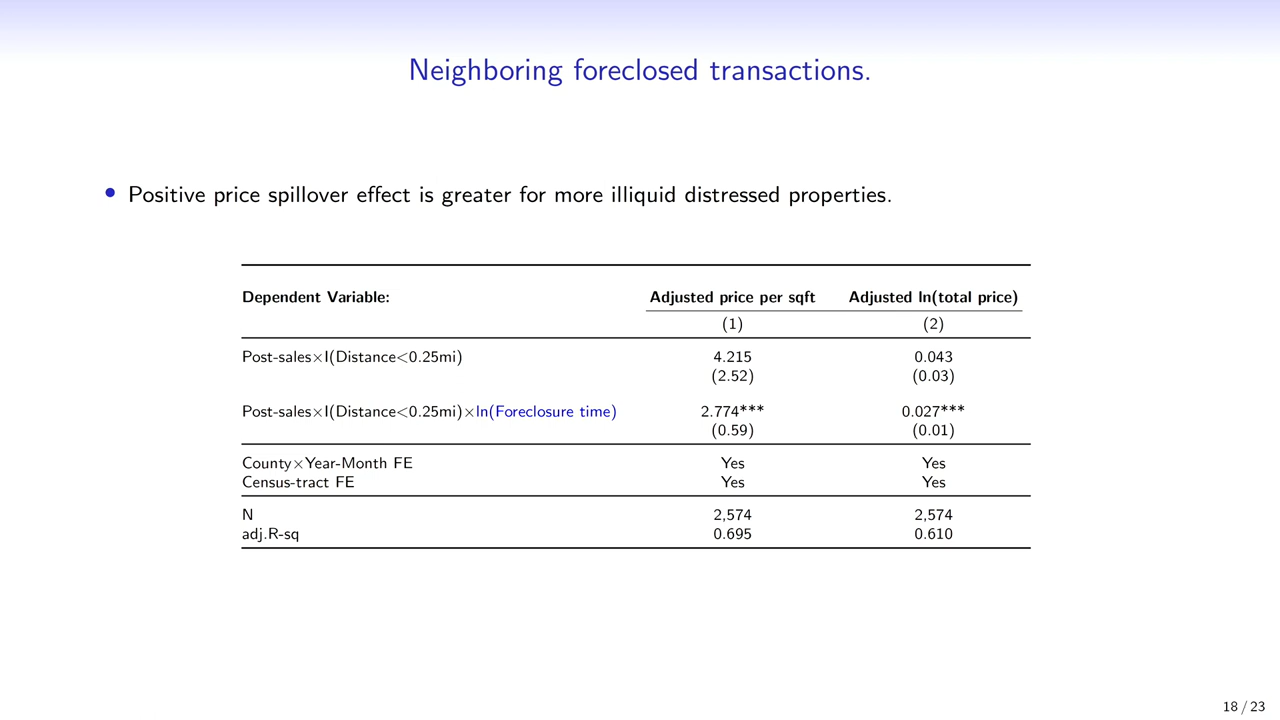 Neighboring foreclosed transactions.
• Positive price spillover effect is greater for more illiquid distressed properties.
Dependent Variable: Adjusted price per sqft Adjusted ln(total price)
(1) (2)
Post-sales×I(Distance<0.25mi) 4.215 0.043
(2.52) (0.03)
Post-sales×I(Distance<0.25mi)×ln(Foreclosure time) 2.774*** 0.027***
(0.59) (0.01)
County×Year-Month FE Yes Yes
Census-tract FE Yes Yes
N 2,574 2,574
adj.R-sq 0.695 0.610
18 / 23